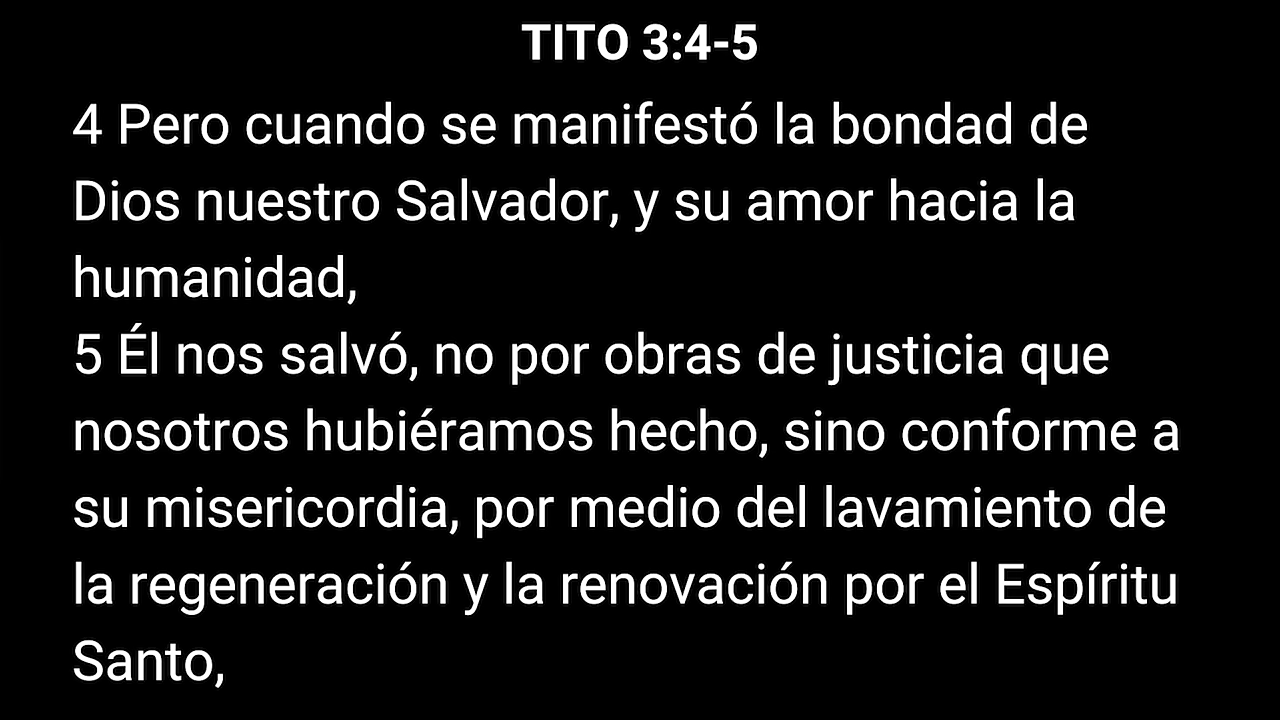 TITO 3:4-5
4 Pero cuando se manifestó la bondad de
Dios nuestro Salvador, y su amor hacia la
humanidad,
5 Él nos salvó, no por obras de justicia que
nosotros hubiéramos hecho, sino conforme a
su misericordia, por medio del lavamiento de
la regeneración y la renovación por el Espíritu
Santo,